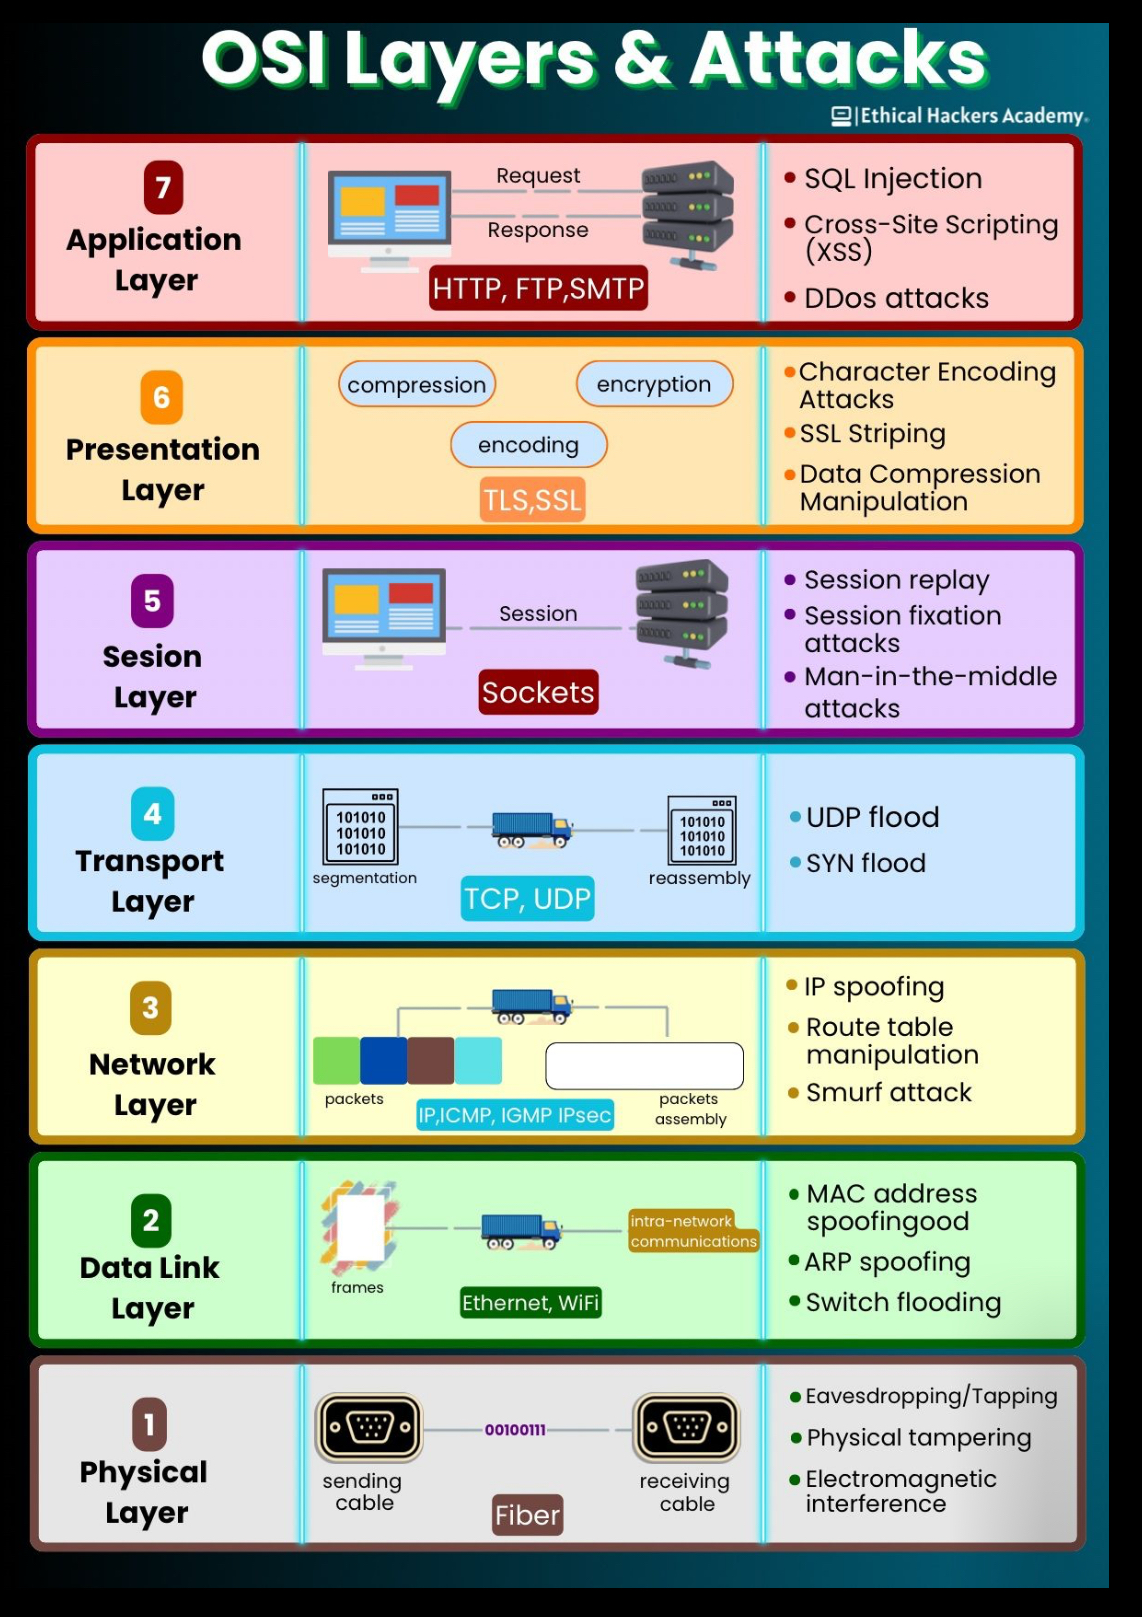 OSI Layers & Attacks
|Ethical Hackers Academy
7
Application
Layer
Request
Response
HTTP, FTP,SMTP
• SQL Injection
• Cross-Site Scripting
(XSS)
• DDos attacks
6
Presentation
Layer
compression
encryption
encoding
TLS,SSL
• Character Encoding
Attacks
• SSL Striping
• Data Compression
Manipulation
5
Sesion
Layer
Session
Sockets
• Session replay
• Session fixation
attacks
• Man-in-the-middle
attacks
4
Transport
Layer
101010
101010
101010
segmentation
TCP, UDP
101010
101010
101010
reassembly
• UDP flood
• SYN flood
3
Network
Layer
packets
IP,ICMP, IGMP IPsec
packets
assembly
• IP spoofing
• Route table
manipulation
• Smurf attack
2
Data Link
Layer
frames
Ethernet, WiFi
intra-network
communications
• MAC address
spoofingood
• ARP spoofing
• Switch flooding
1
Physical
Layer
sending
cable
00100111
Fiber
receiving
cable
• Eavesdropping/Tapping
• Physical tampering
• Electromagnetic
interference